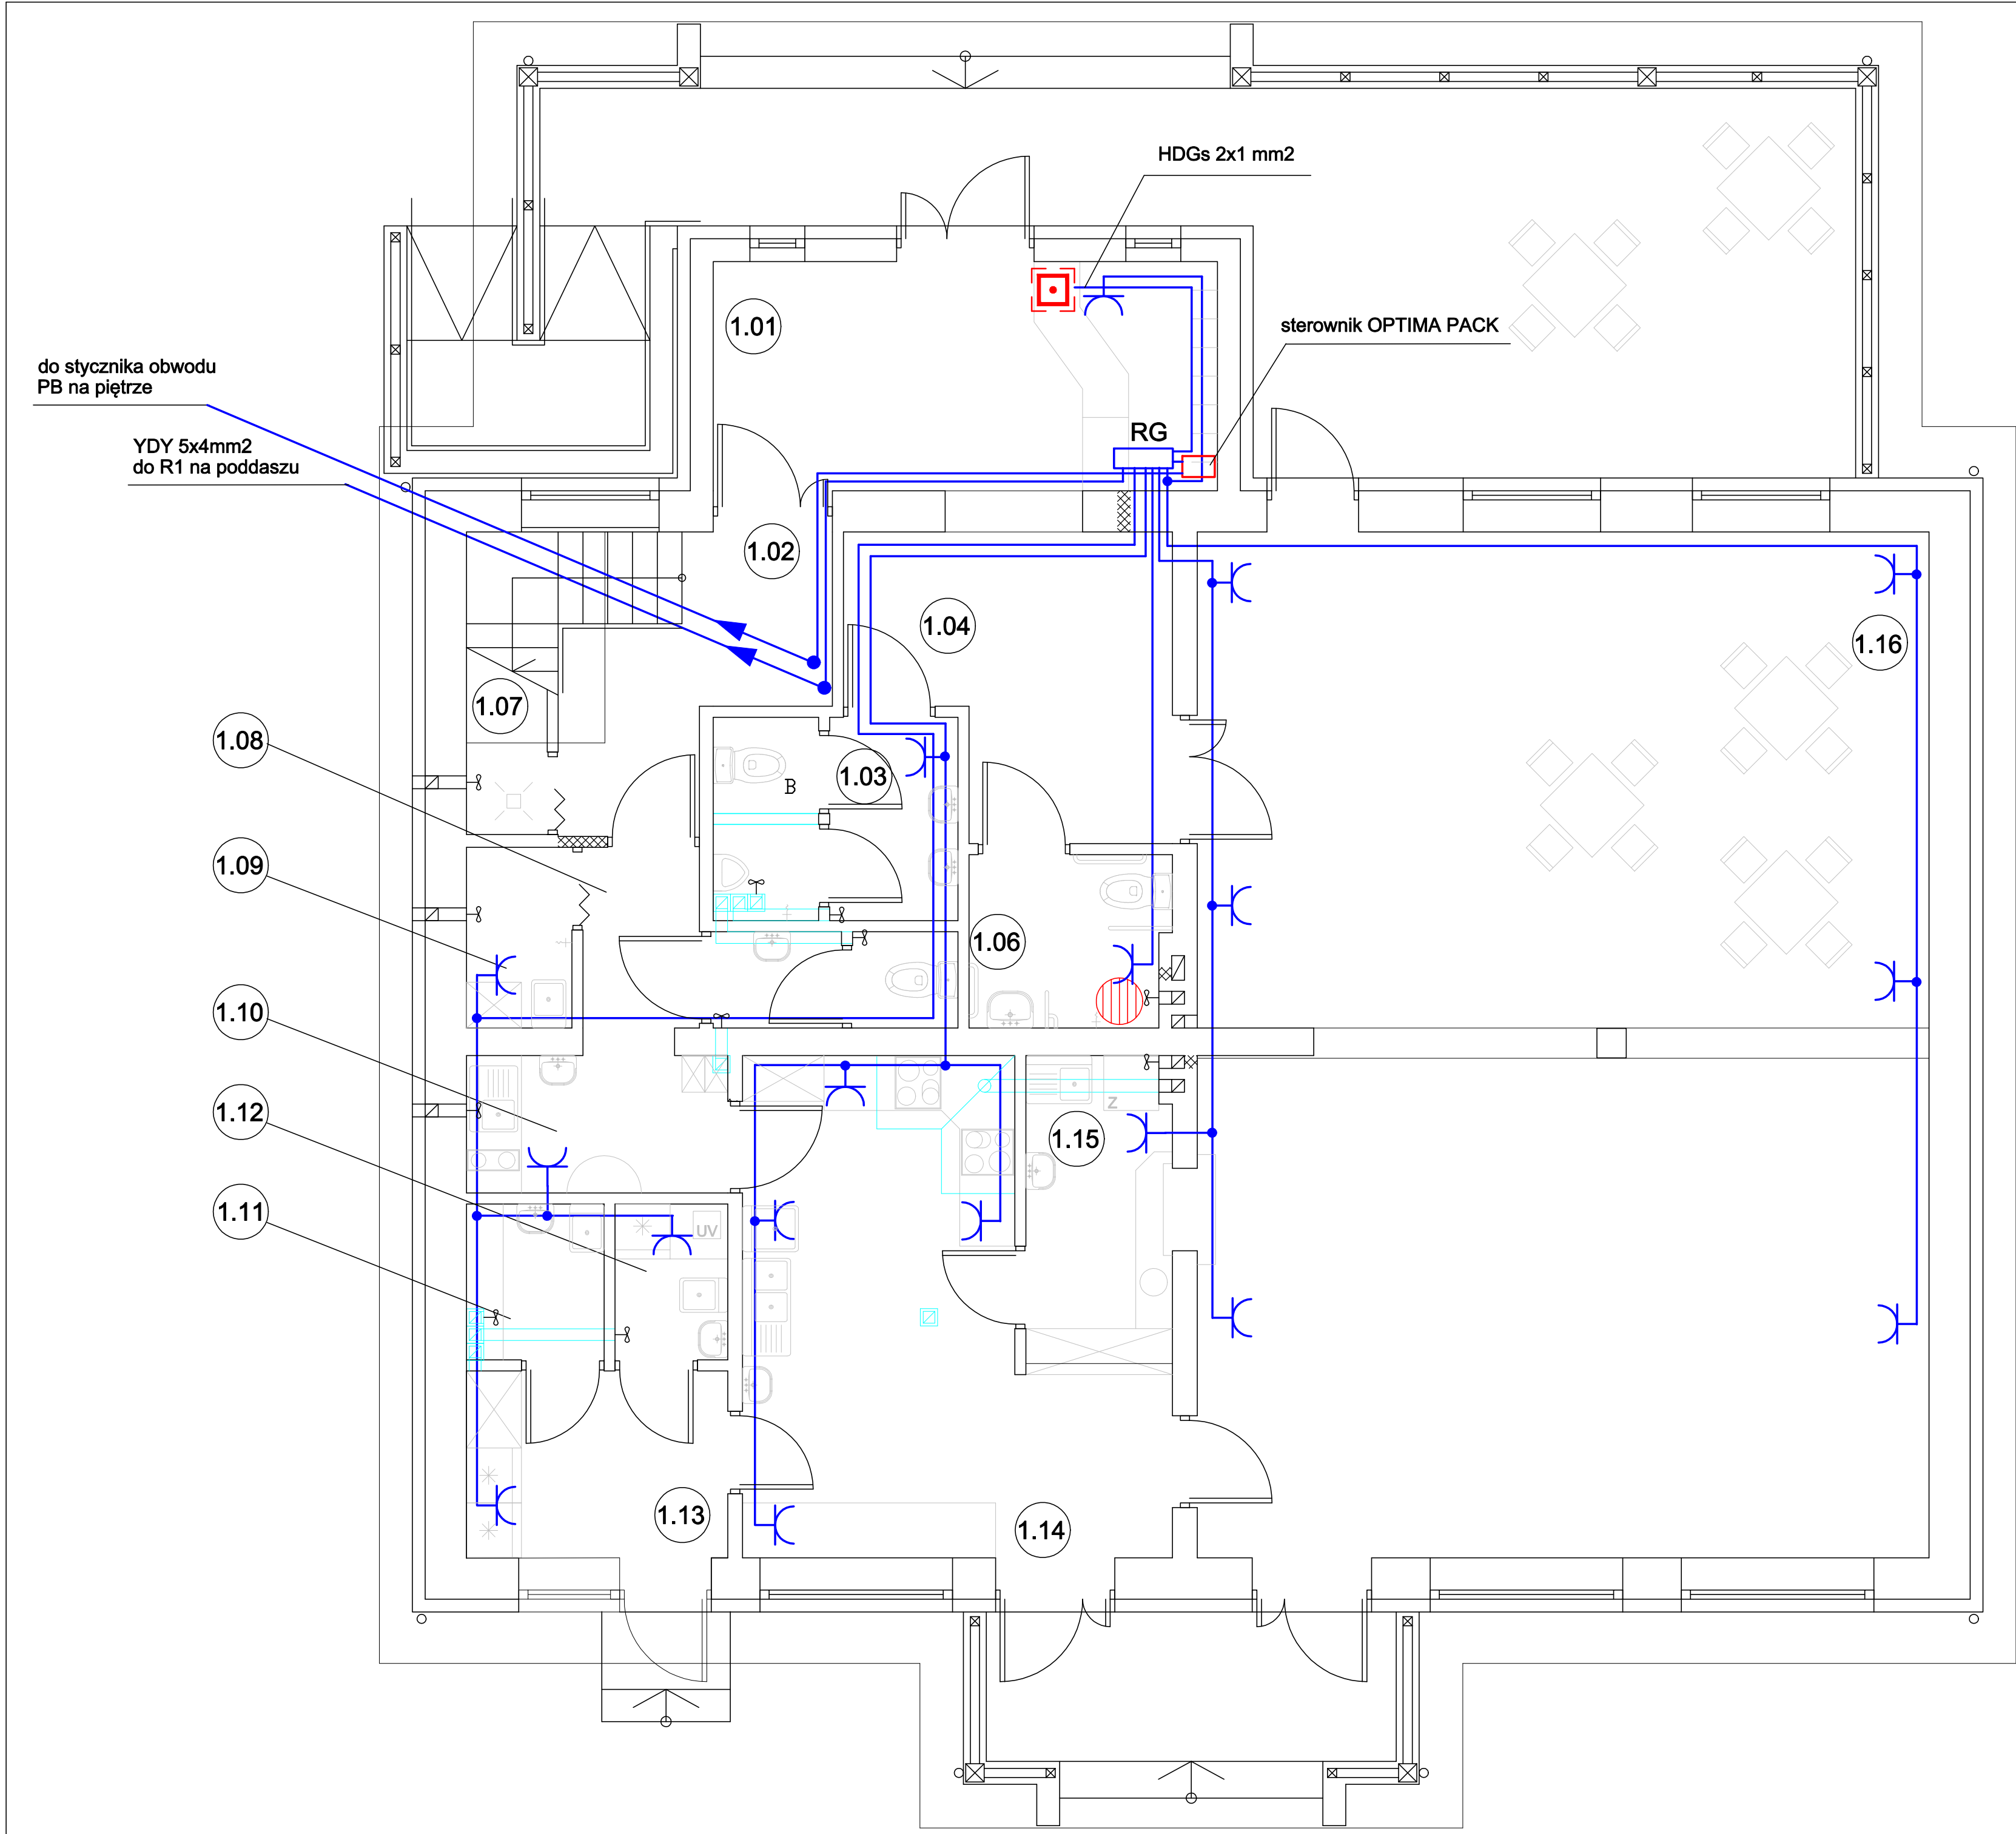 HDGs 2x1 mm2
1.01
sterownik OPTIMA PACK
do stycznika obwodu
PB na piętrze
YDY 5x4mm2
do R1 na poddaszu
RG
1.02
1.04
1.16
1.07
1.08
1.03
B
1.09
1.06
1.10
1.12
Z
1.15
1.11
UV
1.13
1.14